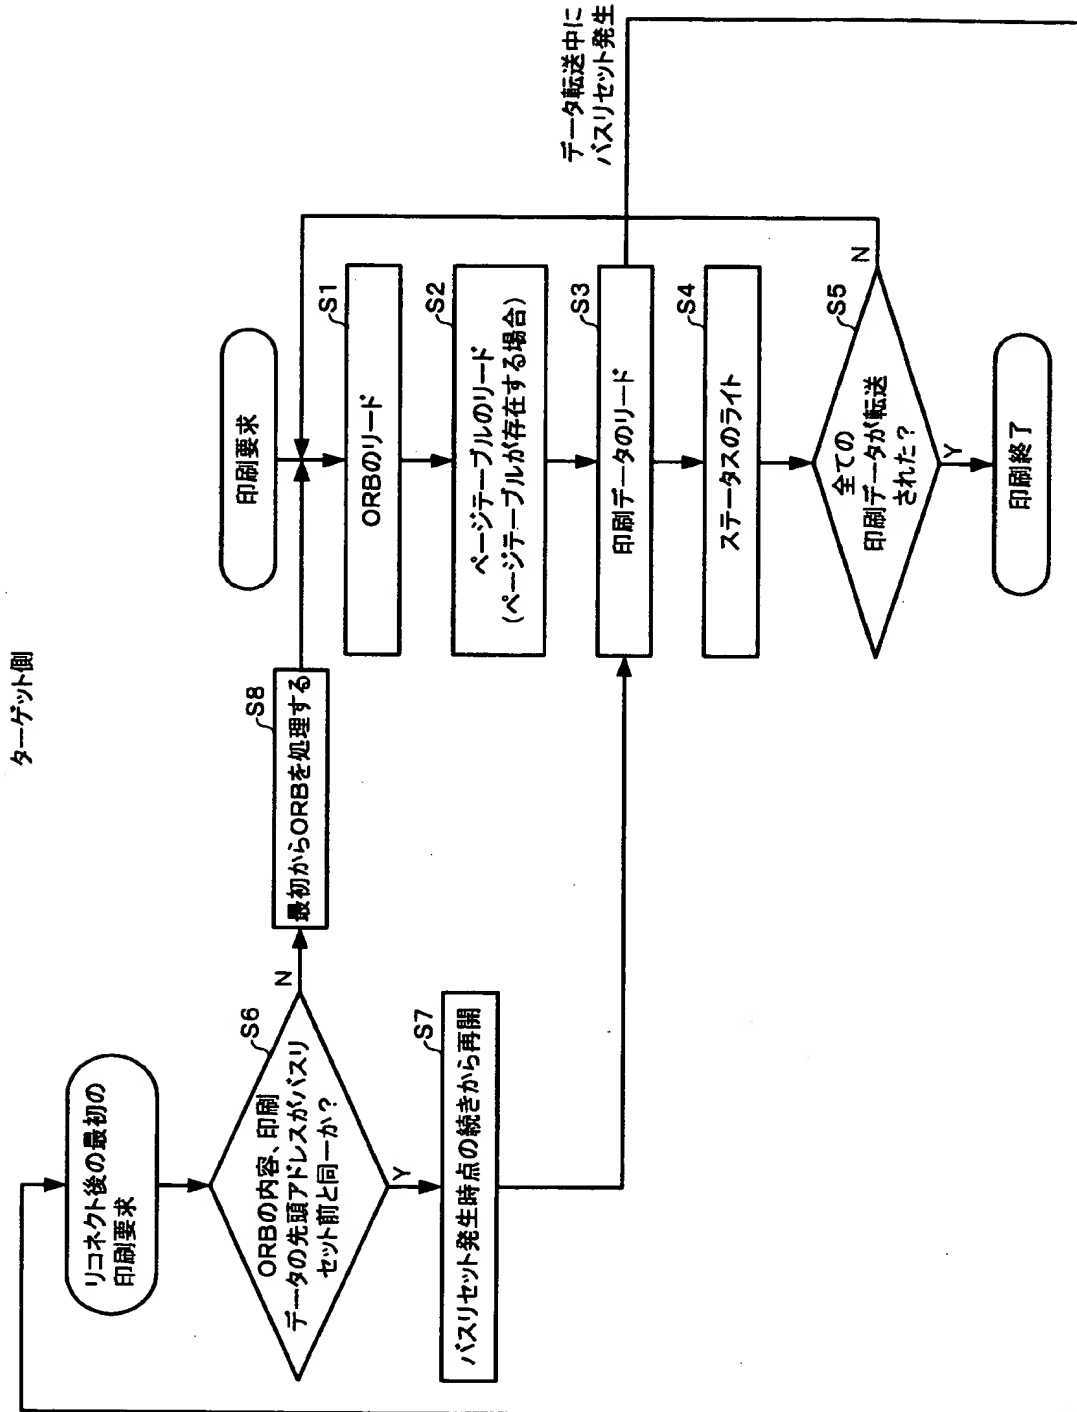 ターゲット側
印刷要求
S1
ORBのリード
S2
ページテーブルのリード
(ページテーブルが存在する場合)
S3
印刷データのリード
データ転送中に
バスリセット発生
S4
ステータスのライト
S5
全ての
印刷データが転送
された?
N
Y
印刷終了
リコネクト後の最初の
印刷要求
S6
ORBの内容、印刷
データの先頭アドレスがバスリ
セット前と同一か?
N
Y
S8
最初からORBを処理する
S7
バスリセット発生時点の続きから再開